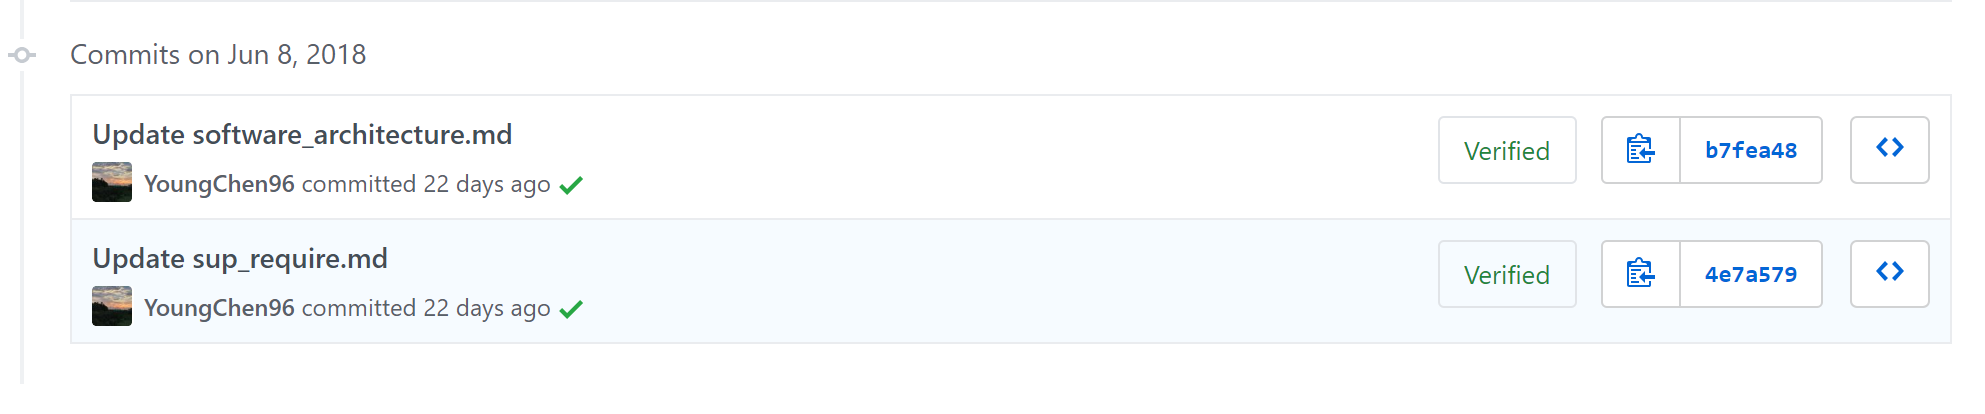 Commits on Jun 8, 2018
Update software_architecture.md
YoungChen96 committed 22 days ago
Verified
b7fea48
Update sup_require.md
YoungChen96 committed 22 days ago
Verified
4e7a579